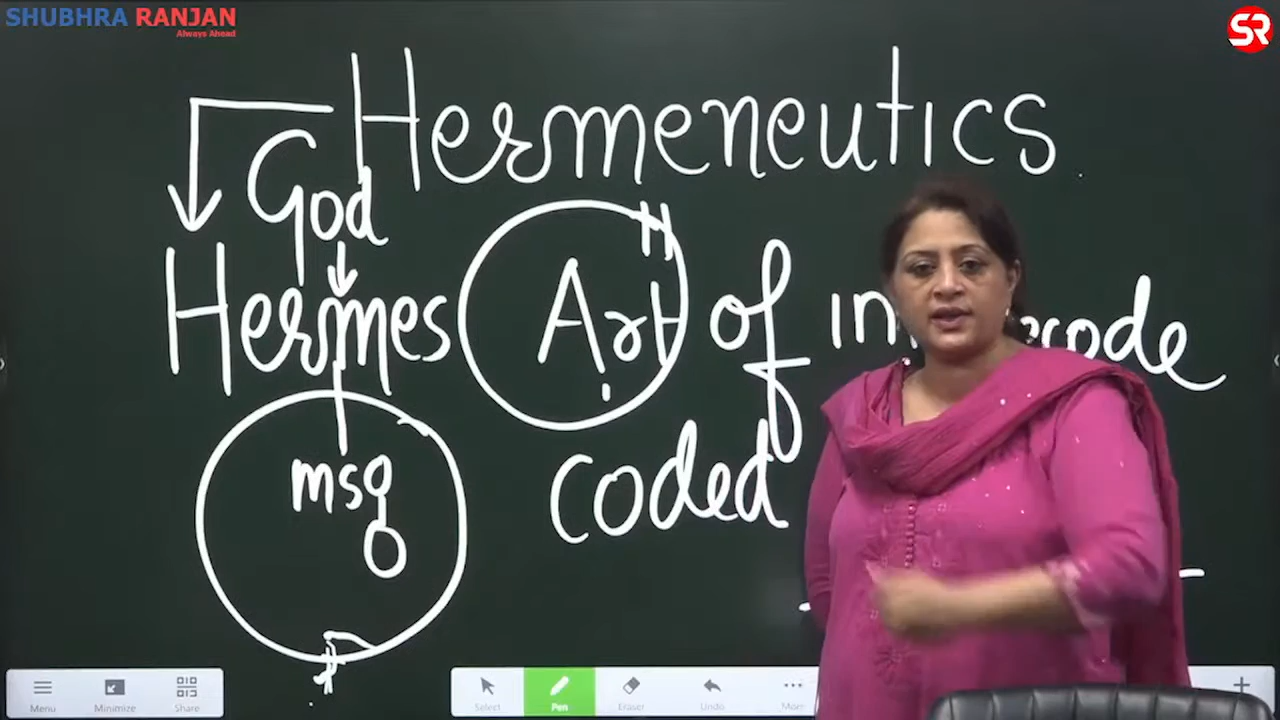 SHUBHRA RANJAN
Always Ahead
SR
Hermeneutics
God
Hermes "Art of in code
msg
coded
Menu Minimize Share Select Pen Eraser Undo More